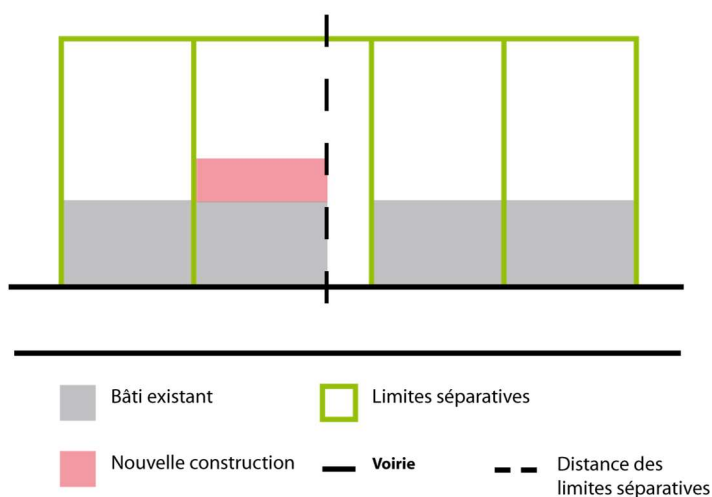 Bâti existant
Limites séparatives
Nouvelle construction
Voirie
Distance des
limites séparatives